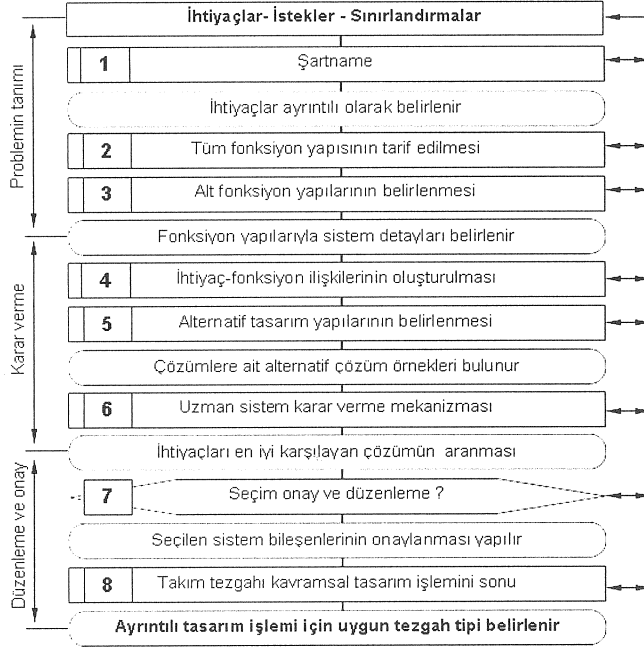 İhtiyaçlar- İstekler - Sınırlandırmalar
1 Şartname
İhtiyaçlar ayrıntılı olarak belirlenir
2 Tüm fonksiyon yapısının tarif edilmesi
3 Alt fonksiyon yapılarının belirlenmesi
Fonksiyon yapılarıyla sistem detayları belirlenir
4 İhtiyaç-fonksiyon ilişkilerinin oluşturulması
5 Alternatif tasarım yapılarının belirlenmesi
Çözümlere ait alternatif çözüm örnekleri bulunur
6 Uzman sistem karar verme mekanizması
İhtiyaçları en iyi karşılayan çözümün aranması
7 Seçim onay ve düzenleme ?
Seçilen sistem bileşenlerinin onaylanması yapılır
8 Takım tezgahı kavramsal tasarım işlemini sonu
Ayrıntılı tasarım işlemi için uygun tezgah tipi belirlenir
Problemin tanımı
Karar verme
Düzenleme ve onay